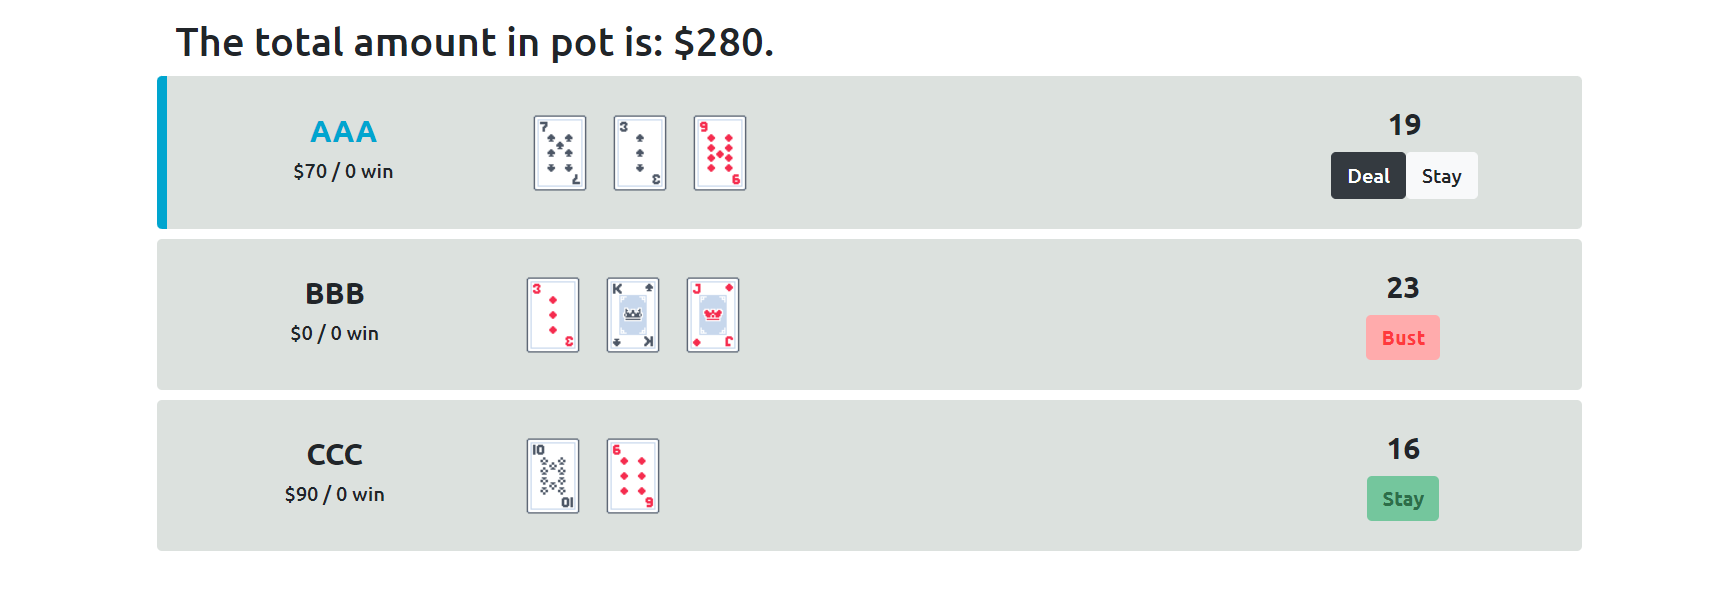 The total amount in pot is: $280.
AAA
$70 / 0 win
7
7
3
3
9
9
19
Deal Stay
BBB
$0 / 0 win
3
3
K
K
J
J
23
Bust
CCC
$90 / 0 win
10
10
6
6
16
Stay